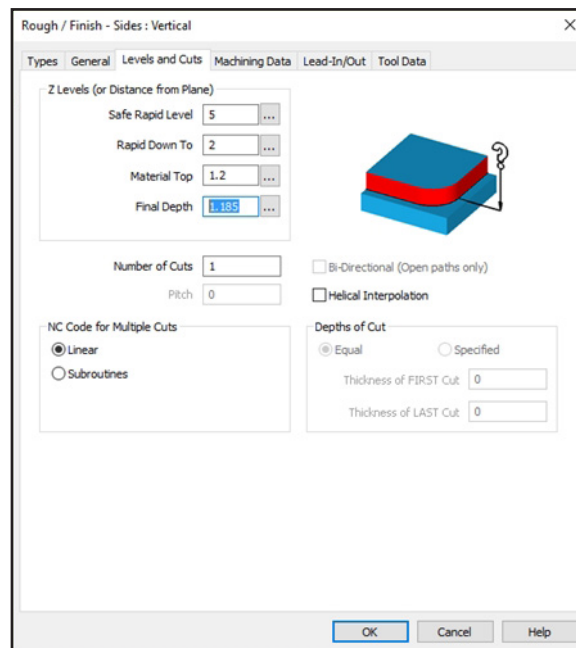 Rough / Finish - Sides : Vertical
Types General Levels and Cuts Machining Data Lead-In/Out Tool Data
Z Levels (or Distance from Plane)
Safe Rapid Level 5 ...
Rapid Down To 2 ...
Material Top 1.2 ...
Final Depth 1.185 ...
Number of Cuts 1
Bi-Directional (Open paths only)
Pitch 0
Helical Interpolation
NC Code for Multiple Cuts
Linear
Subroutines
Depths of Cut
Equal Specified
Thickness of FIRST Cut 0
Thickness of LAST Cut 0
OK Cancel Help